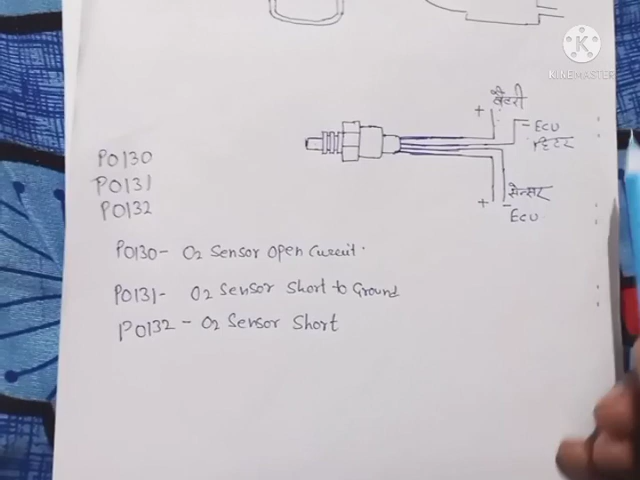 K
KINEMASTER
+ बैटरी
- ECU
हिटर
P0130
P0131
P0132
सेन्सर
+ -
ECU
P0130- O2 Sensor Open Current.
P0131- O2 Sensor Short to Ground
P0132 - O2 Sensor Short